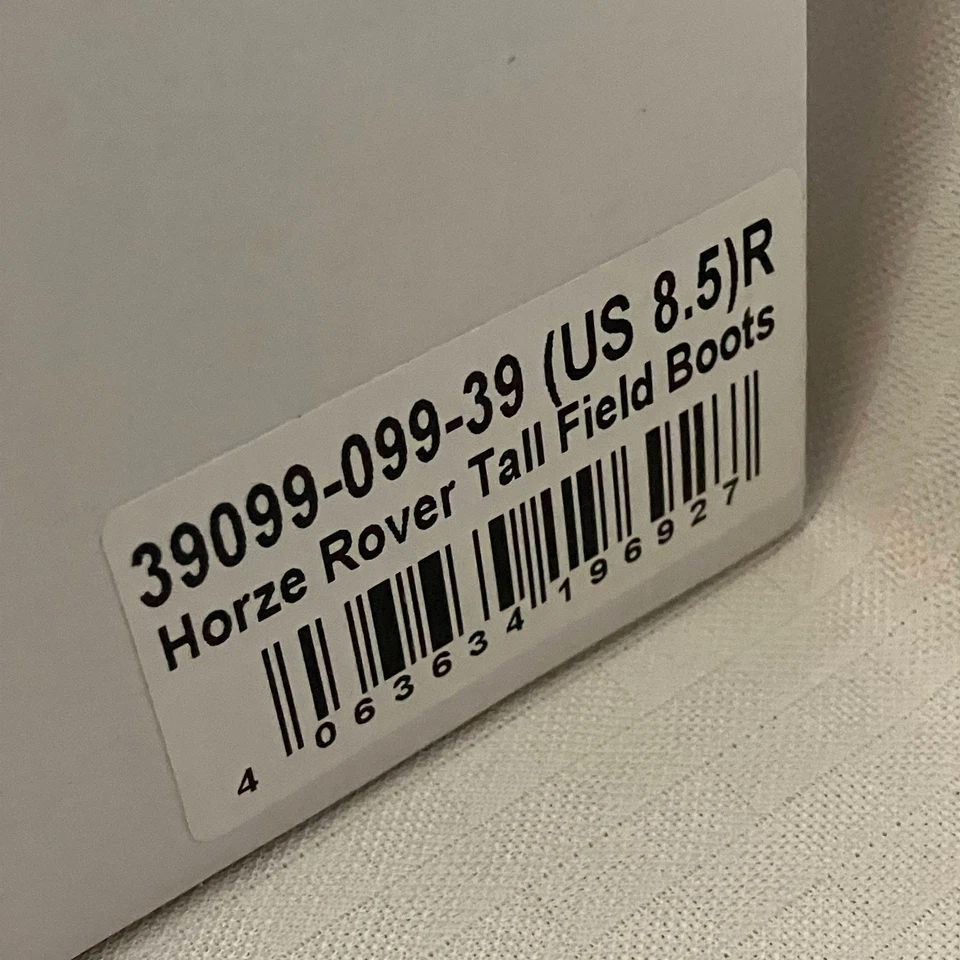 39099-099-39 (US 8.5)R
Horze Rover Tall Field Boots
4 063634 196927